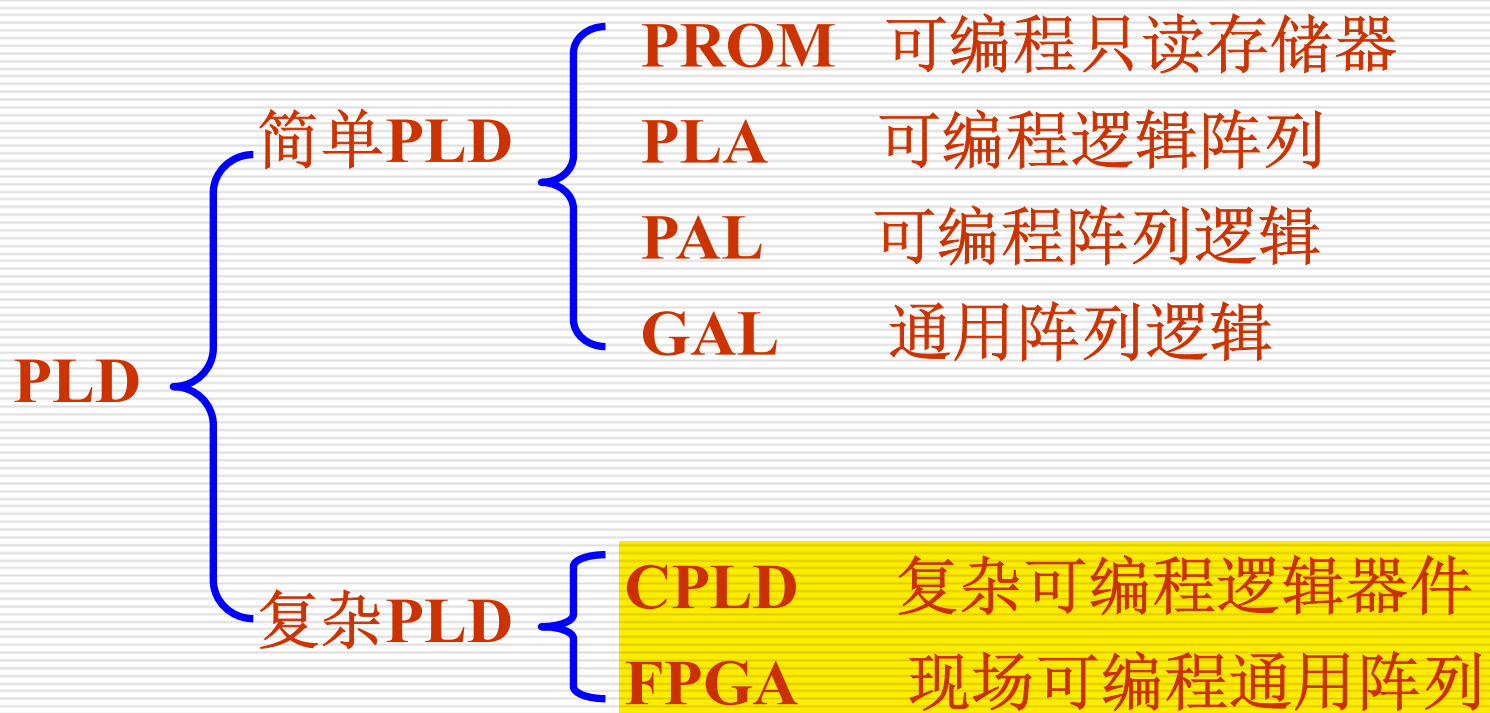 PROM 可编程只读存储器
简单PLD
PLA 可编程逻辑阵列
PAL 可编程阵列逻辑
GAL 通用阵列逻辑
PLD
CPLD 复杂可编程逻辑器件
复杂PLD
FPGA 现场可编程通用阵列